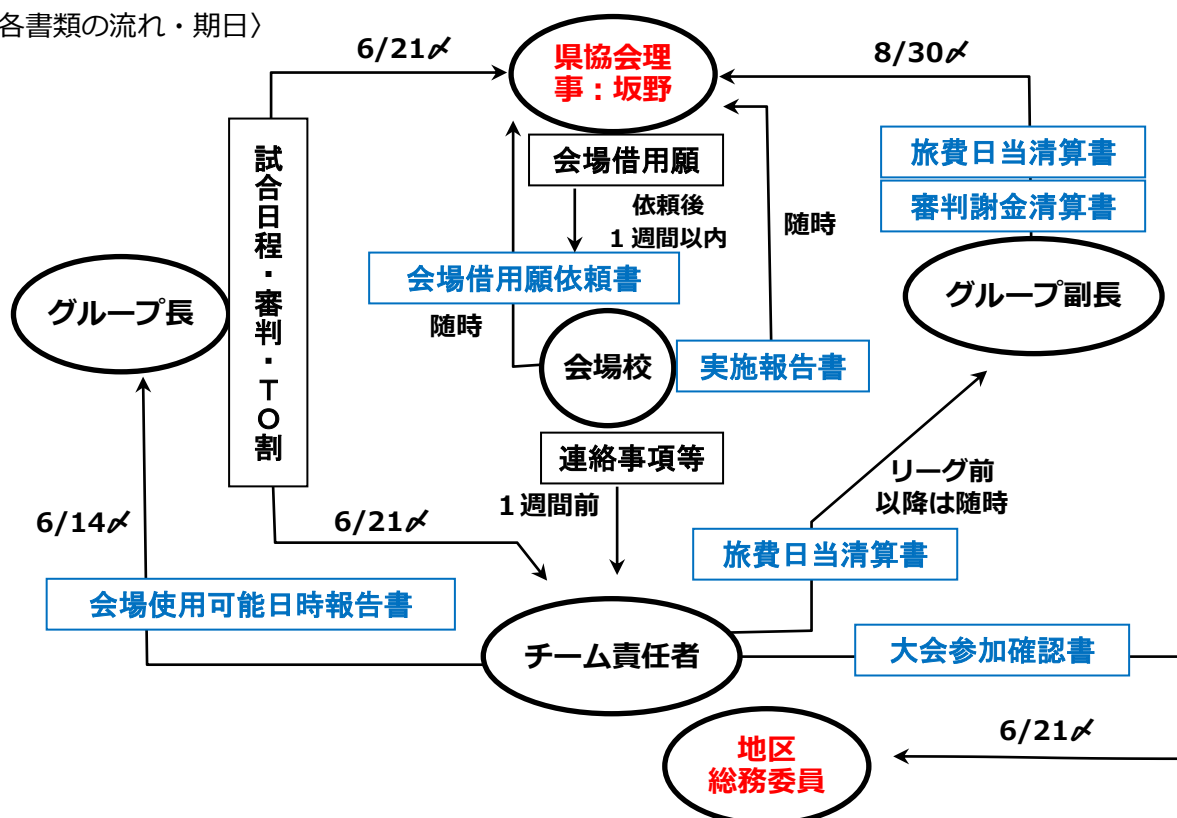 各書類の流れ・期日〉
6/21〆
県協会理
事：坂野
8/30〆
試合日程・審判・TO割
会場借用願
依頼後
１週間以内
随時
旅費日当清算書
審判謝金清算書
会場借用願依頼書
随時
グループ長
グループ副長
会場校
実施報告書
連絡事項等
１週間前
リーグ前
以降は随時
6/14〆
6/21〆
旅費日当清算書
会場使用可能日時報告書
チーム責任者
大会参加確認書
6/21〆
地区
総務委員